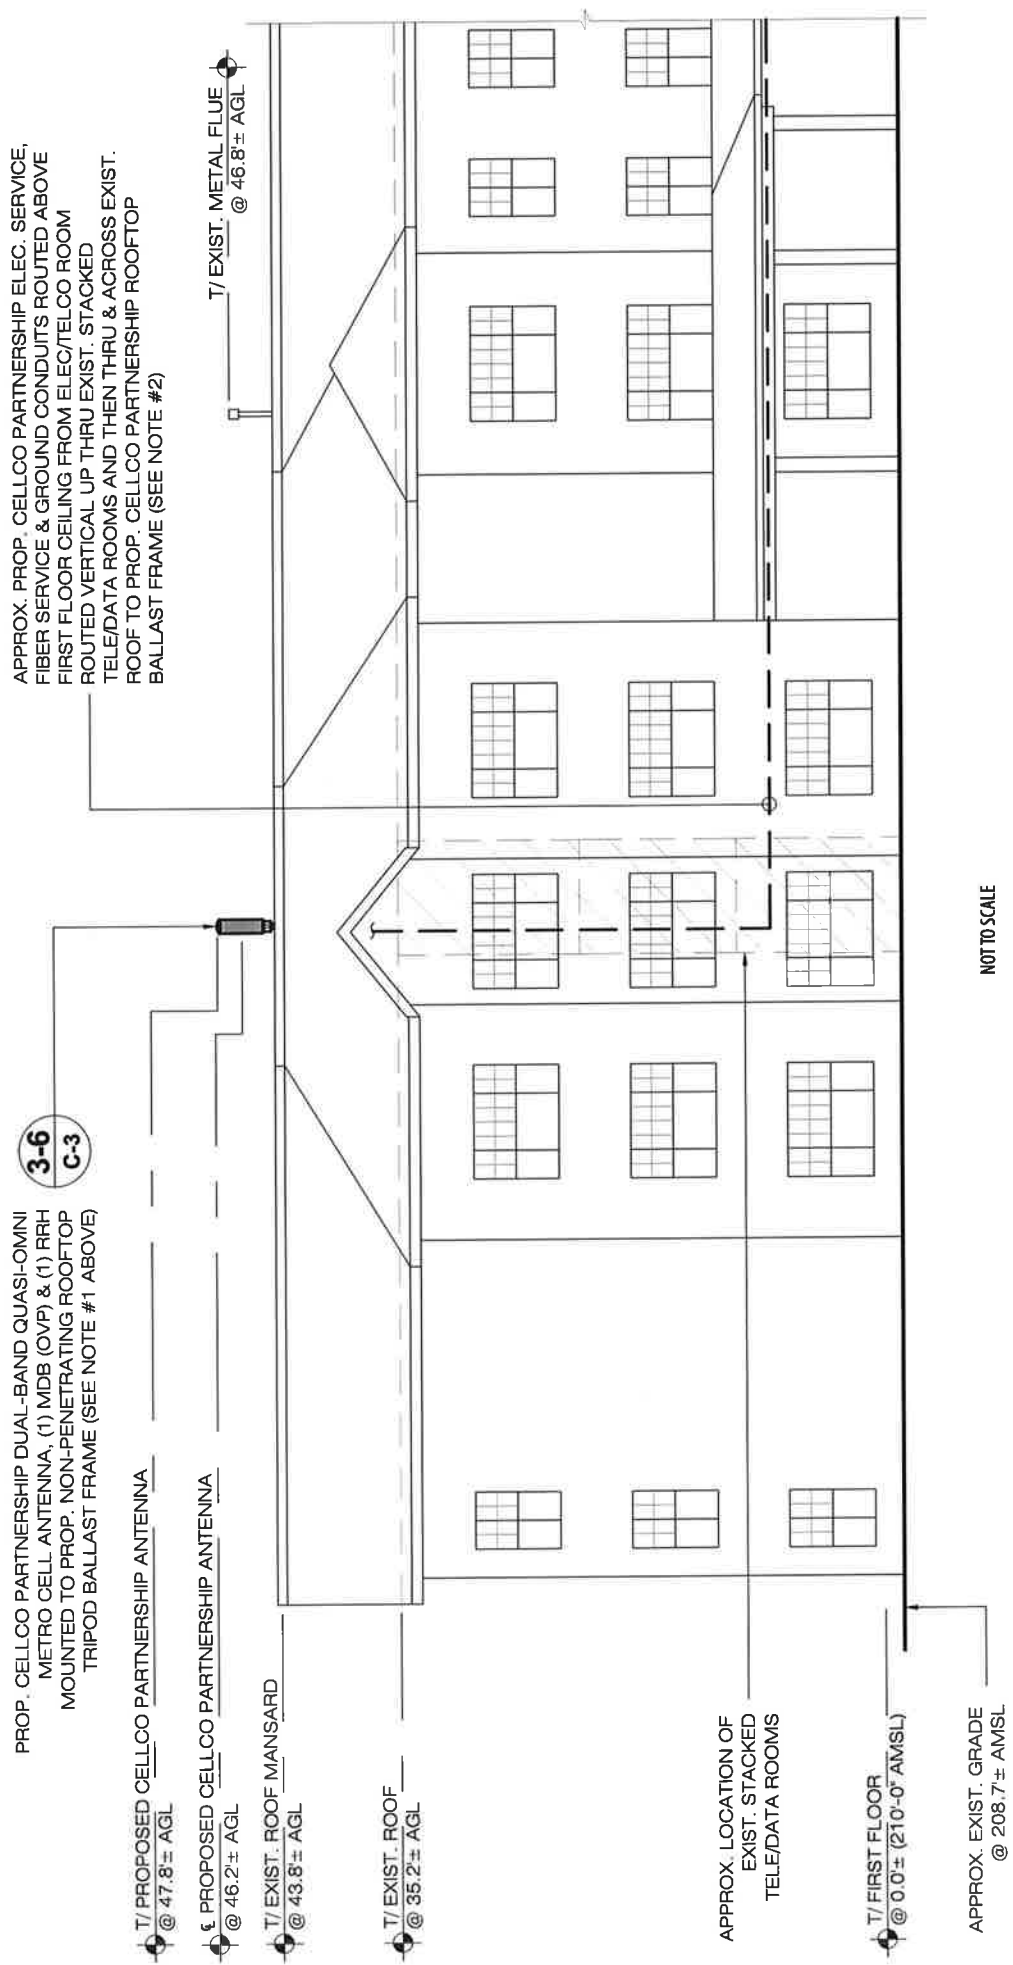 PROP. CELLCO PARTNERSHIP DUAL-BAND QUASI-OMNI
METRO CELL ANTENNA, (1) MDB (OVP) & (1) RRH
MOUNTED TO PROP. NON-PENETRATING ROOFTOP
TRIPOD BALLAST FRAME (SEE NOTE #1 ABOVE)
3-6
C-3
APPROX. PROP. CELLCO PARTNERSHIP ELEC. SERVICE,
FIBER SERVICE & GROUND CONDUITS ROUTED ABOVE
FIRST FLOOR CEILING FROM ELEC/TELCO ROOM
ROUTED VERTICAL UP THRU EXIST. STACKED
TELE/DATA ROOMS AND THEN THRU & ACROSS EXIST.
ROOF TO PROP. CELLCO PARTNERSHIP ROOFTOP
BALLAST FRAME (SEE NOTE #2)
T/ EXIST. METAL FLUE
@ 46.8'± AGL
T/ PROPOSED CELLCO PARTNERSHIP ANTENNA
@ 47.8'± AGL
℄ PROPOSED CELLCO PARTNERSHIP ANTENNA
@ 46.2'± AGL
T/ EXIST. ROOF MANSARD
@ 43.8'± AGL
T/ EXIST. ROOF
@ 35.2'± AGL
APPROX. LOCATION OF
EXIST. STACKED
TELE/DATA ROOMS
T/ FIRST FLOOR
@ 0.0'± (210'-0" AMSL)
APPROX. EXIST. GRADE
@ 208.7'± AMSL
NOT TO SCALE